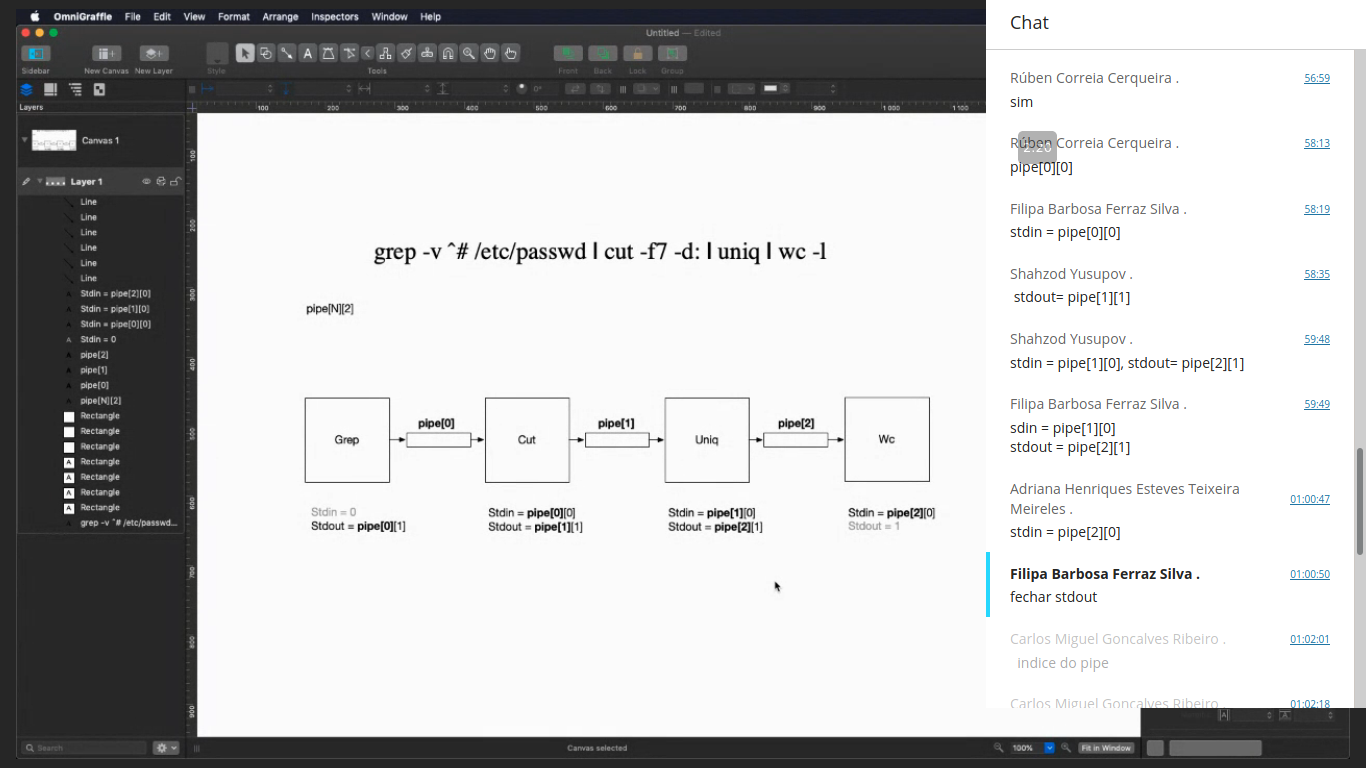 OmniGraffle File Edit View Format Arrange Inspectors Window Help
Untitled — Edited
Sidebar New Canvas New Layer Style Tools Front Back Lock Group
Layers
100 200 300 400 500 600 700 800 900 1 000 1 100
Canvas 1
Layer 1
Line
Line
Line
Line
Line
Line
Stdin = pipe[2][0]
Stdin = pipe[1][0]
Stdin = pipe[0][0]
Stdin = 0
pipe[2]
pipe[1]
pipe[0]
pipe[N][2]
Rectangle
Rectangle
Rectangle
Rectangle
Rectangle
Rectangle
Rectangle
grep -v ^# /etc/passwd...
Search
100
200
300
400
500
600
700
800
900
grep -v ^# /etc/passwd | cut -f7 -d: | uniq | wc -l
pipe[N][2]
pipe[0] pipe[1] pipe[2]
Grep Cut Uniq Wc
Stdin = 0 Stdin = pipe[0][0] Stdin = pipe[1][0] Stdin = pipe[2][0]
Stdout = pipe[0][1] Stdout = pipe[1][1] Stdout = pipe[2][1] Stdout = 1
Canvas selected
100% Fit in Window
Chat
Rúben Correia Cerqueira . 56:59
sim
Rúben Correia Cerqueira . 58:13
pipe[0][0]
Filipa Barbosa Ferraz Silva . 58:19
stdin = pipe[0][0]
Shahzod Yusupov . 58:35
stdout= pipe[1][1]
Shahzod Yusupov . 59:48
stdin = pipe[1][0], stdout= pipe[2][1]
Filipa Barbosa Ferraz Silva . 59:49
sdin = pipe[1][0]
stdout = pipe[2][1]
Adriana Henriques Esteves Teixeira
Meireles . 01:00:47
stdin = pipe[2][0]
Filipa Barbosa Ferraz Silva . 01:00:50
fechar stdout
Carlos Miguel Goncalves Ribeiro . 01:02:01
indice do pipe
Carlos Miguel Goncalves Ribeiro 01:02:18